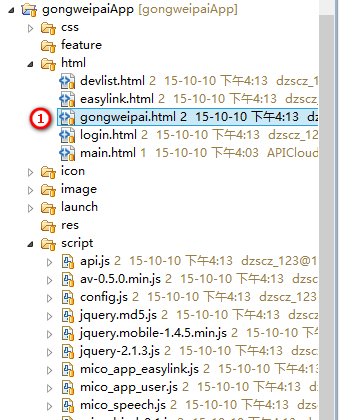 gongweipaiApp [gongweipaiApp]
css
feature
html
devlist.html 2 15-10-10 下午4:13 dzscz_1
easylink.html 2 15-10-10 下午4:13 dzscz_
1 gongweipai.html 2 15-10-10 下午4:13 dzs
login.html 2 15-10-10 下午4:13 dzscz_12
main.html 1 15-10-10 下午4:03 APICloud
icon
image
launch
res
script
api.js 2 15-10-10 下午4:13 dzscz_123@1
av-0.5.0.min.js 2 15-10-10 下午4:13 dzs
config.js 2 15-10-10 下午4:13 dzscz_123
jquery.md5.js 2 15-10-10 下午4:13 dzscz
jquery.mobile-1.4.5.min.js 2 15-10-10
jquery-2.1.3.js 2 15-10-10 下午4:13 dzs
mico_app_easylink.js 2 15-10-10 下午4:
mico_app_user.js 2 15-10-10 下午4:13
mico_speech.js 2 15-10-10 下午4:13 dzs